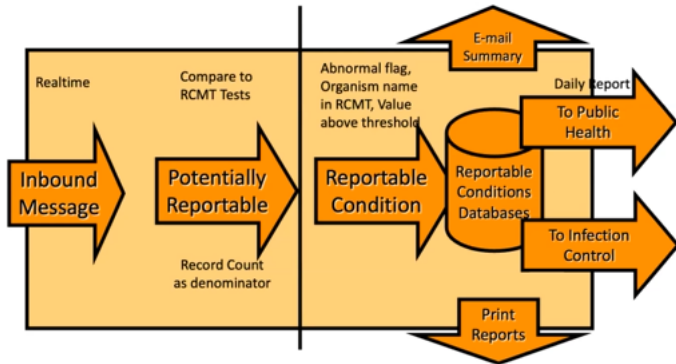 E-mail
Summary
Realtime
Compare to
RCMT Tests
Abnormal flag,
Organism name
in RCMT, Value
above threshold
Daily Report
To Public
Health
Inbound
Message
Potentially
Reportable
Reportable
Condition
Reportable
Conditions
Databases
To Infection
Control
Record Count
as denominator
Print
Reports